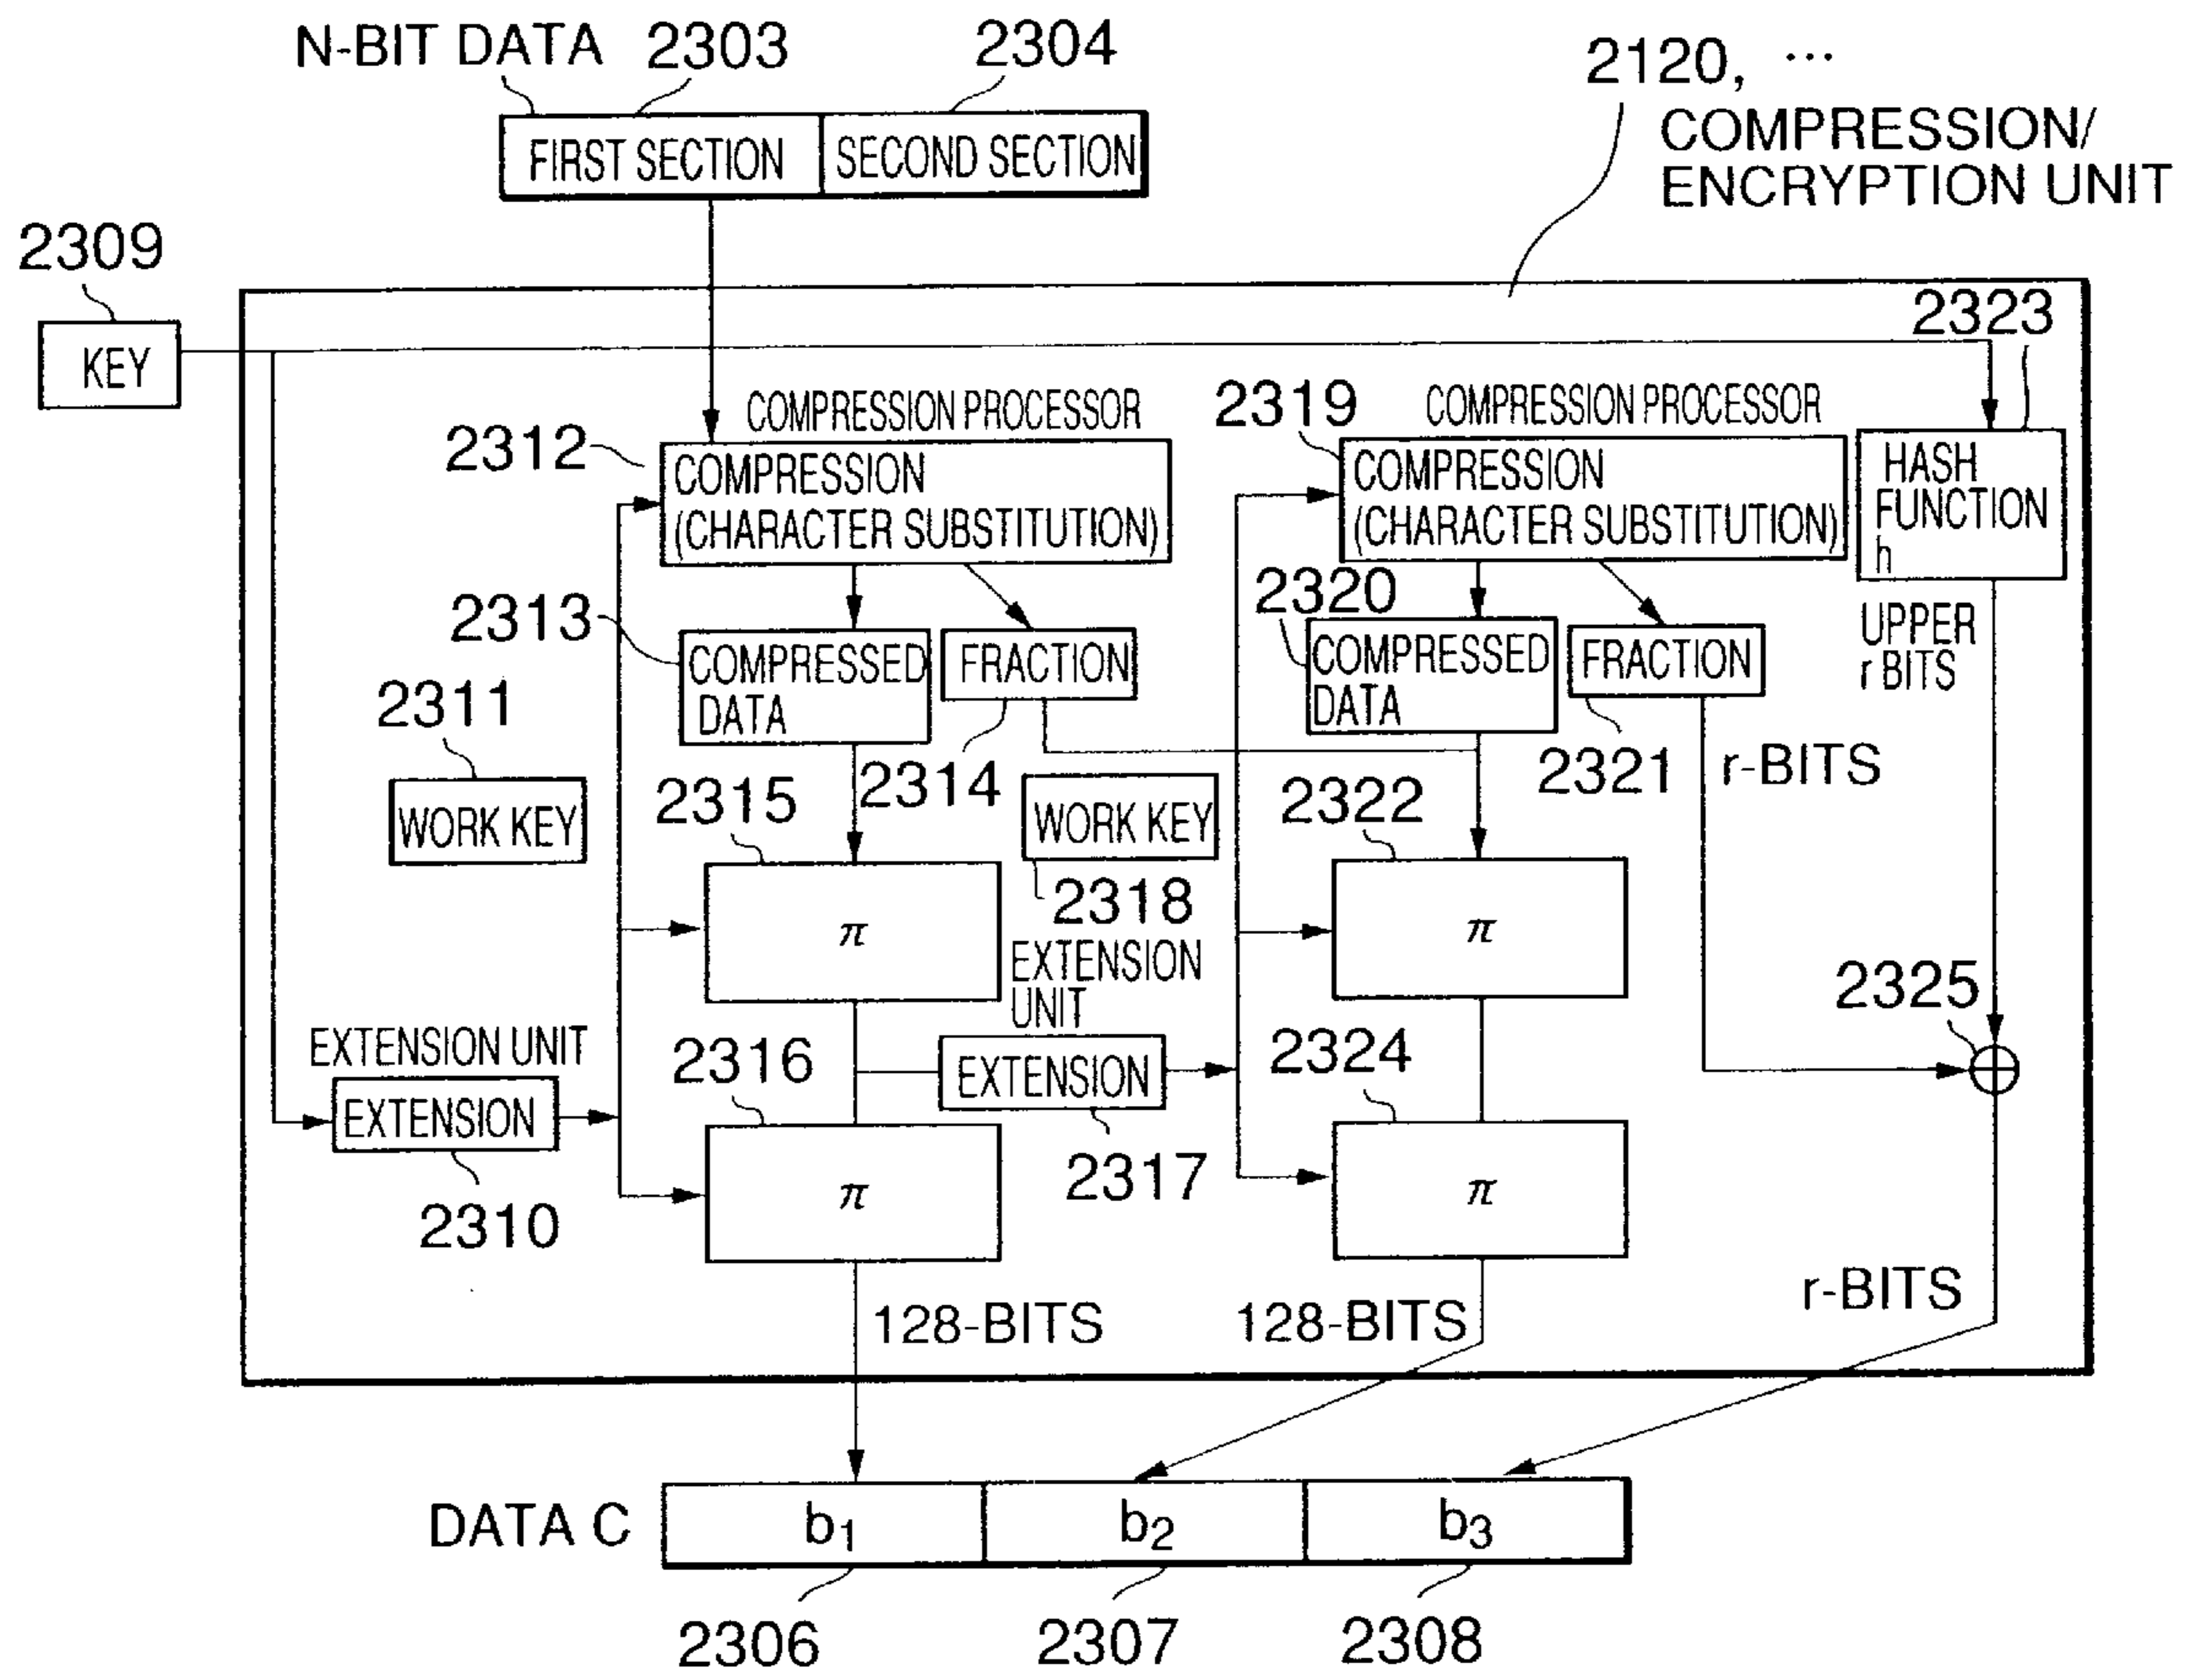 N-BIT DATA 2303 2304
2120, ...
COMPRESSION/
ENCRYPTION UNIT
FIRST SECTION SECOND SECTION
2309
KEY
2323
COMPRESSION PROCESSOR
2312
COMPRESSION
(CHARACTER SUBSTITUTION)
2319
COMPRESSION PROCESSOR
COMPRESSION
(CHARACTER SUBSTITUTION)
HASH
FUNCTION
h
2313
COMPRESSED
DATA
FRACTION
2314
2320
COMPRESSED
DATA
FRACTION
2321
r-BITS
UPPER
r BITS
2311
WORK KEY
2315
π
WORK KEY
2318
2322
π
EXTENSION
UNIT
EXTENSION
2317
2325
EXTENSION UNIT
EXTENSION
2310
2316
π
2324
π
128-BITS
128-BITS
r-BITS
DATA C
b1
b2
b3
2306
2307
2308